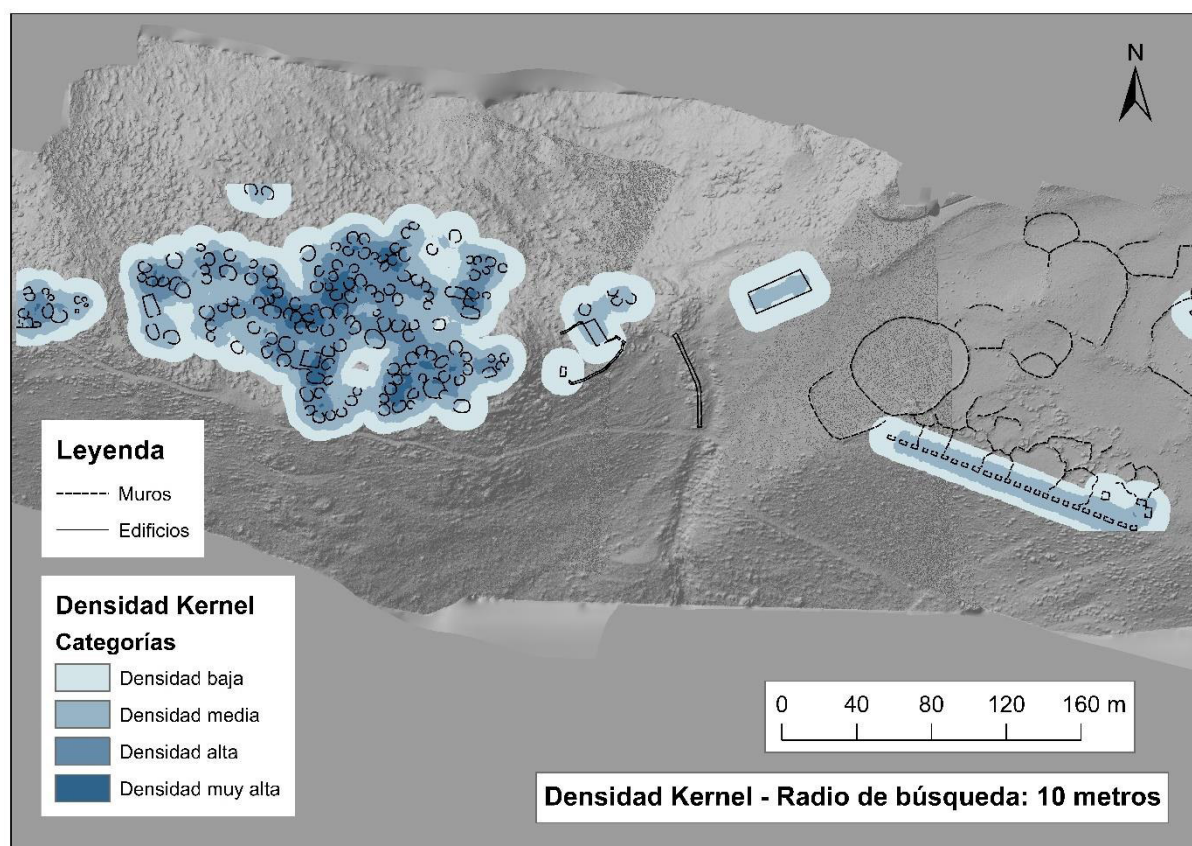 N
Leyenda
Muros
Edificios
Densidad Kernel
Categorías
Densidad baja
Densidad media
Densidad alta
Densidad muy alta
0 40 80 120 160 m
Densidad Kernel - Radio de búsqueda: 10 metros